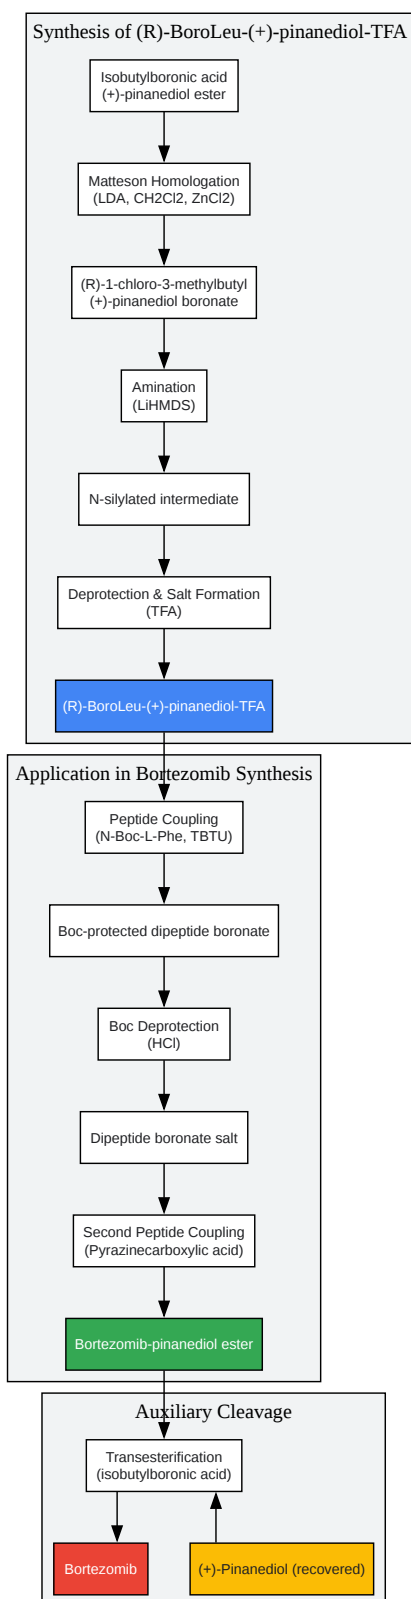 Synthesis of (R)-BoroLeu-(+)-pinanediol-TFA
Isobutylboronic acid
(+)-pinanediol ester
Matteson Homologation
(LDA, CH2Cl2, ZnCl2)
(R)-1-chloro-3-methylbutyl
(+)-pinanediol boronate
Amination
(LiHMDS)
N-silylated intermediate
Deprotection & Salt Formation
(TFA)
(R)-BoroLeu-(+)-pinanediol-TFA
Application in Bortezomib Synthesis
Peptide Coupling
(N-Boc-L-Phe, TBTU)
Boc-protected dipeptide boronate
Boc Deprotection
(HCl)
Dipeptide boronate salt
Second Peptide Coupling
(Pyrazinecarboxylic acid)
Bortezomib-pinanediol ester
Auxiliary Cleavage
Transesterification
(isobutylboronic acid)
Bortezomib
(+)-Pinanediol (recovered)